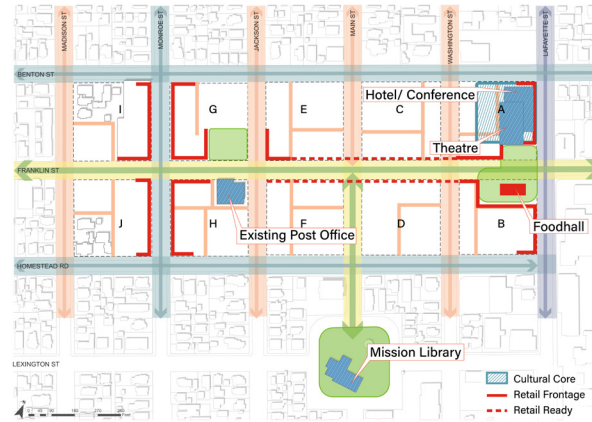 MADISON ST
MONROE ST
JACKSON ST
MAIN ST
WASHINGTON ST
LAFAYETTE ST
BENTON ST
Hotel/ Conference
I
G
E
C
A
Theatre
FRANKLIN ST
Foodhall
Existing Post Office
J
H
F
D
B
HOMESTEAD RD
Mission Library
LEXINGTON ST
Cultural Core
Retail Frontage
Retail Ready